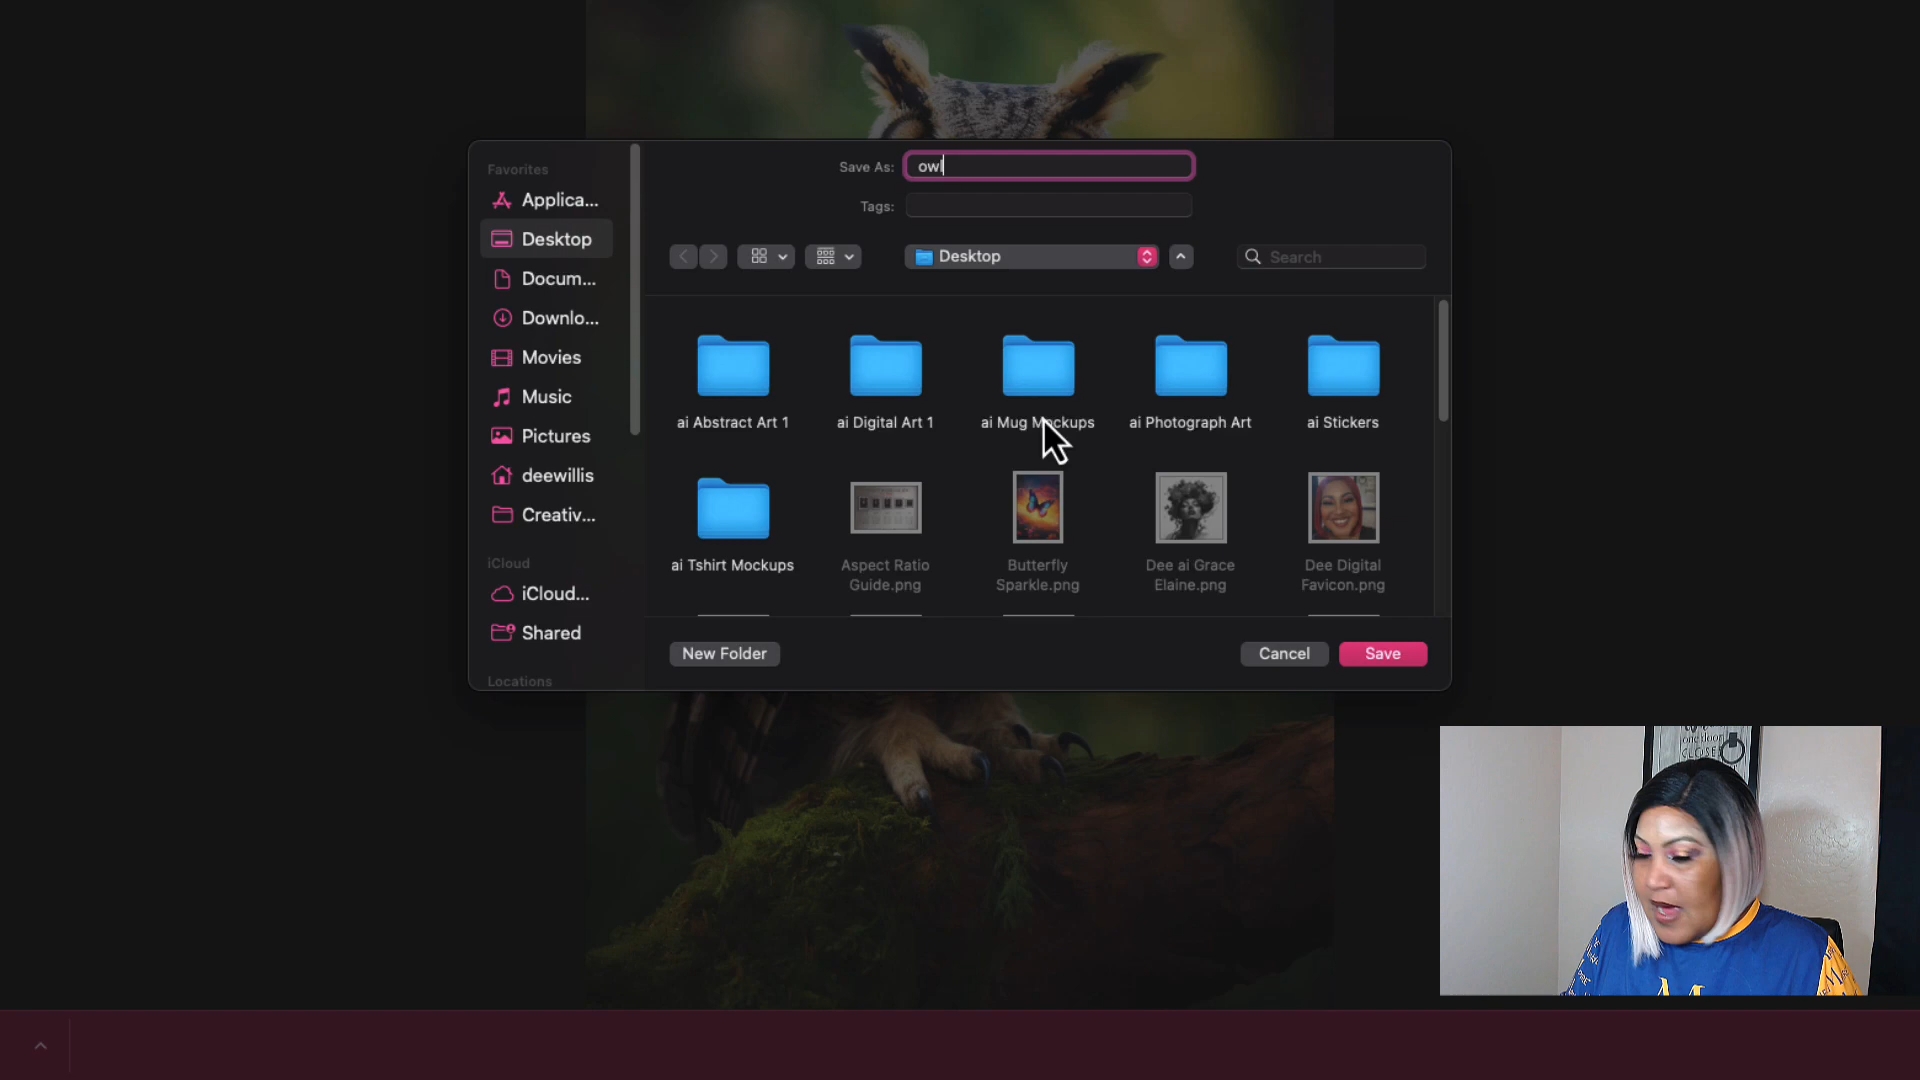 Save As: owl
Tags:
Favorites
Applica...
Desktop
Docum...
Downlo...
Movies
Music
Pictures
deewillis
Creativ...
iCloud
iCloud...
Shared
Locations
Desktop
Search
ai Abstract Art 1
ai Digital Art 1
ai Mug Mockups
ai Photograph Art
ai Stickers
ai Tshirt Mockups
Aspect Ratio
Guide.png
Butterfly
Sparkle.png
Dee ai Grace
Elaine.png
Dee Digital
Favicon.png
New Folder
Cancel
Save
one door
CLOSES